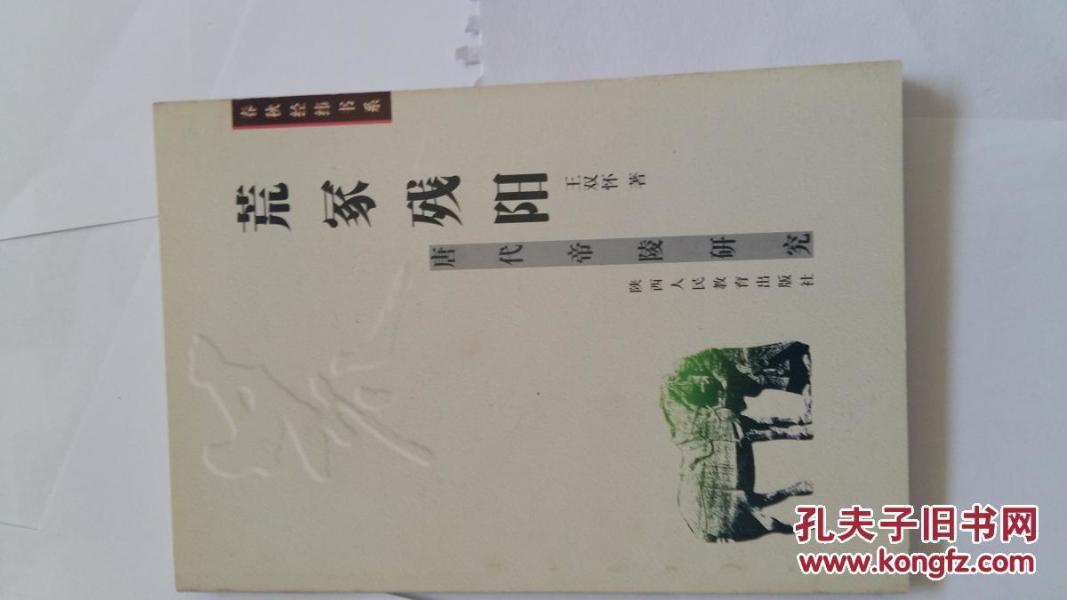 春秋经纬书系
荒冢残阳
王双怀 著
唐代帝陵研究
陕西人民教育出版社
孔夫子旧书网
www.kongfz.com